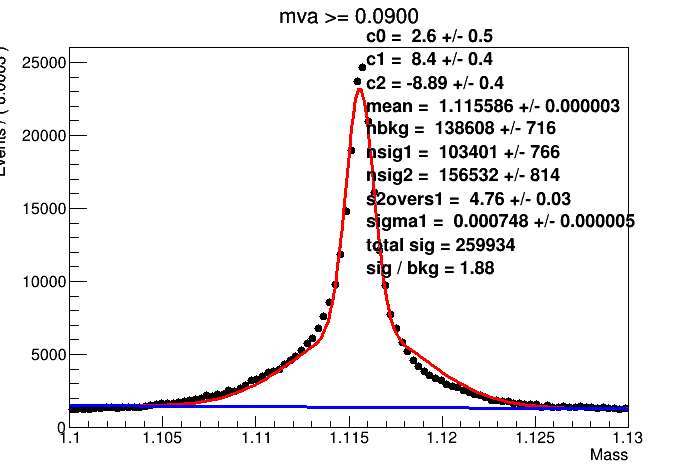 mva >= 0.0900
c0 = 2.6 +/- 0.5
c1 = 8.4 +/- 0.4
c2 = -8.89 +/- 0.4
mean = 1.115586 +/- 0.000003
nbkg = 138608 +/- 716
nsig1 = 103401 +/- 766
nsig2 = 156532 +/- 814
s2overs1 = 4.76 +/- 0.03
sigma1 = 0.000748 +/- 0.000005
total sig = 259934
sig / bkg = 1.88
25000
20000
15000
10000
5000
0
1.1 1.105 1.11 1.115 1.12 1.125 1.13
Mass